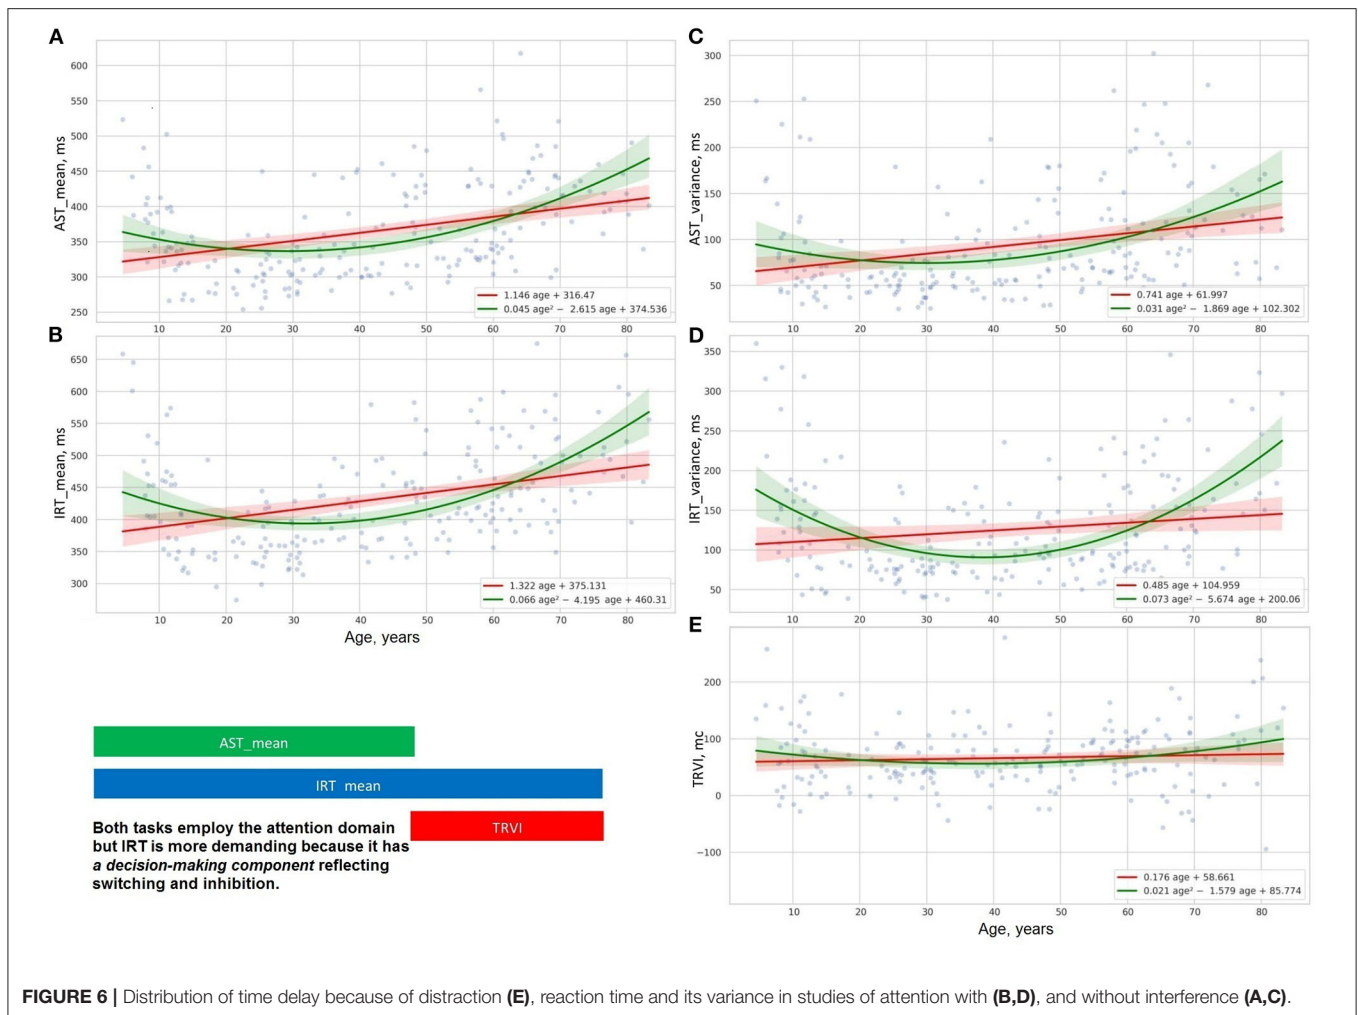 A
AST_mean, ms
600
550
500
450
400
350
300
250
10 20 30 40 50 60 70 80
1.146 age + 316.47
0.045 age² − 2.615 age + 374.536
B
IRT_mean, ms
650
600
550
500
450
400
350
300
10 20 30 40 50 60 70 80
1.322 age + 375.131
0.066 age² − 4.195 age + 460.31
Age, years
AST_mean
IRT mean
TRVI
Both tasks employ the attention domain
but IRT is more demanding because it has
a decision-making component reflecting
switching and inhibition.
C
AST_variance, ms
300
250
200
150
100
50
10 20 30 40 50 60 70 80
0.741 age + 61.997
0.031 age² − 1.869 age + 102.302
D
IRT_variance, ms
350
300
250
200
150
100
50
10 20 30 40 50 60 70 80
0.485 age + 104.959
0.073 age² − 5.674 age + 200.06
E
TRVI, mc
200
100
0
−100
10 20 30 40 50 60 70 80
0.176 age + 58.661
0.021 age² − 1.579 age + 85.774
Age, years
FIGURE 6 | Distribution of time delay because of distraction (E), reaction time and its variance in studies of attention with (B,D), and without interference (A,C).